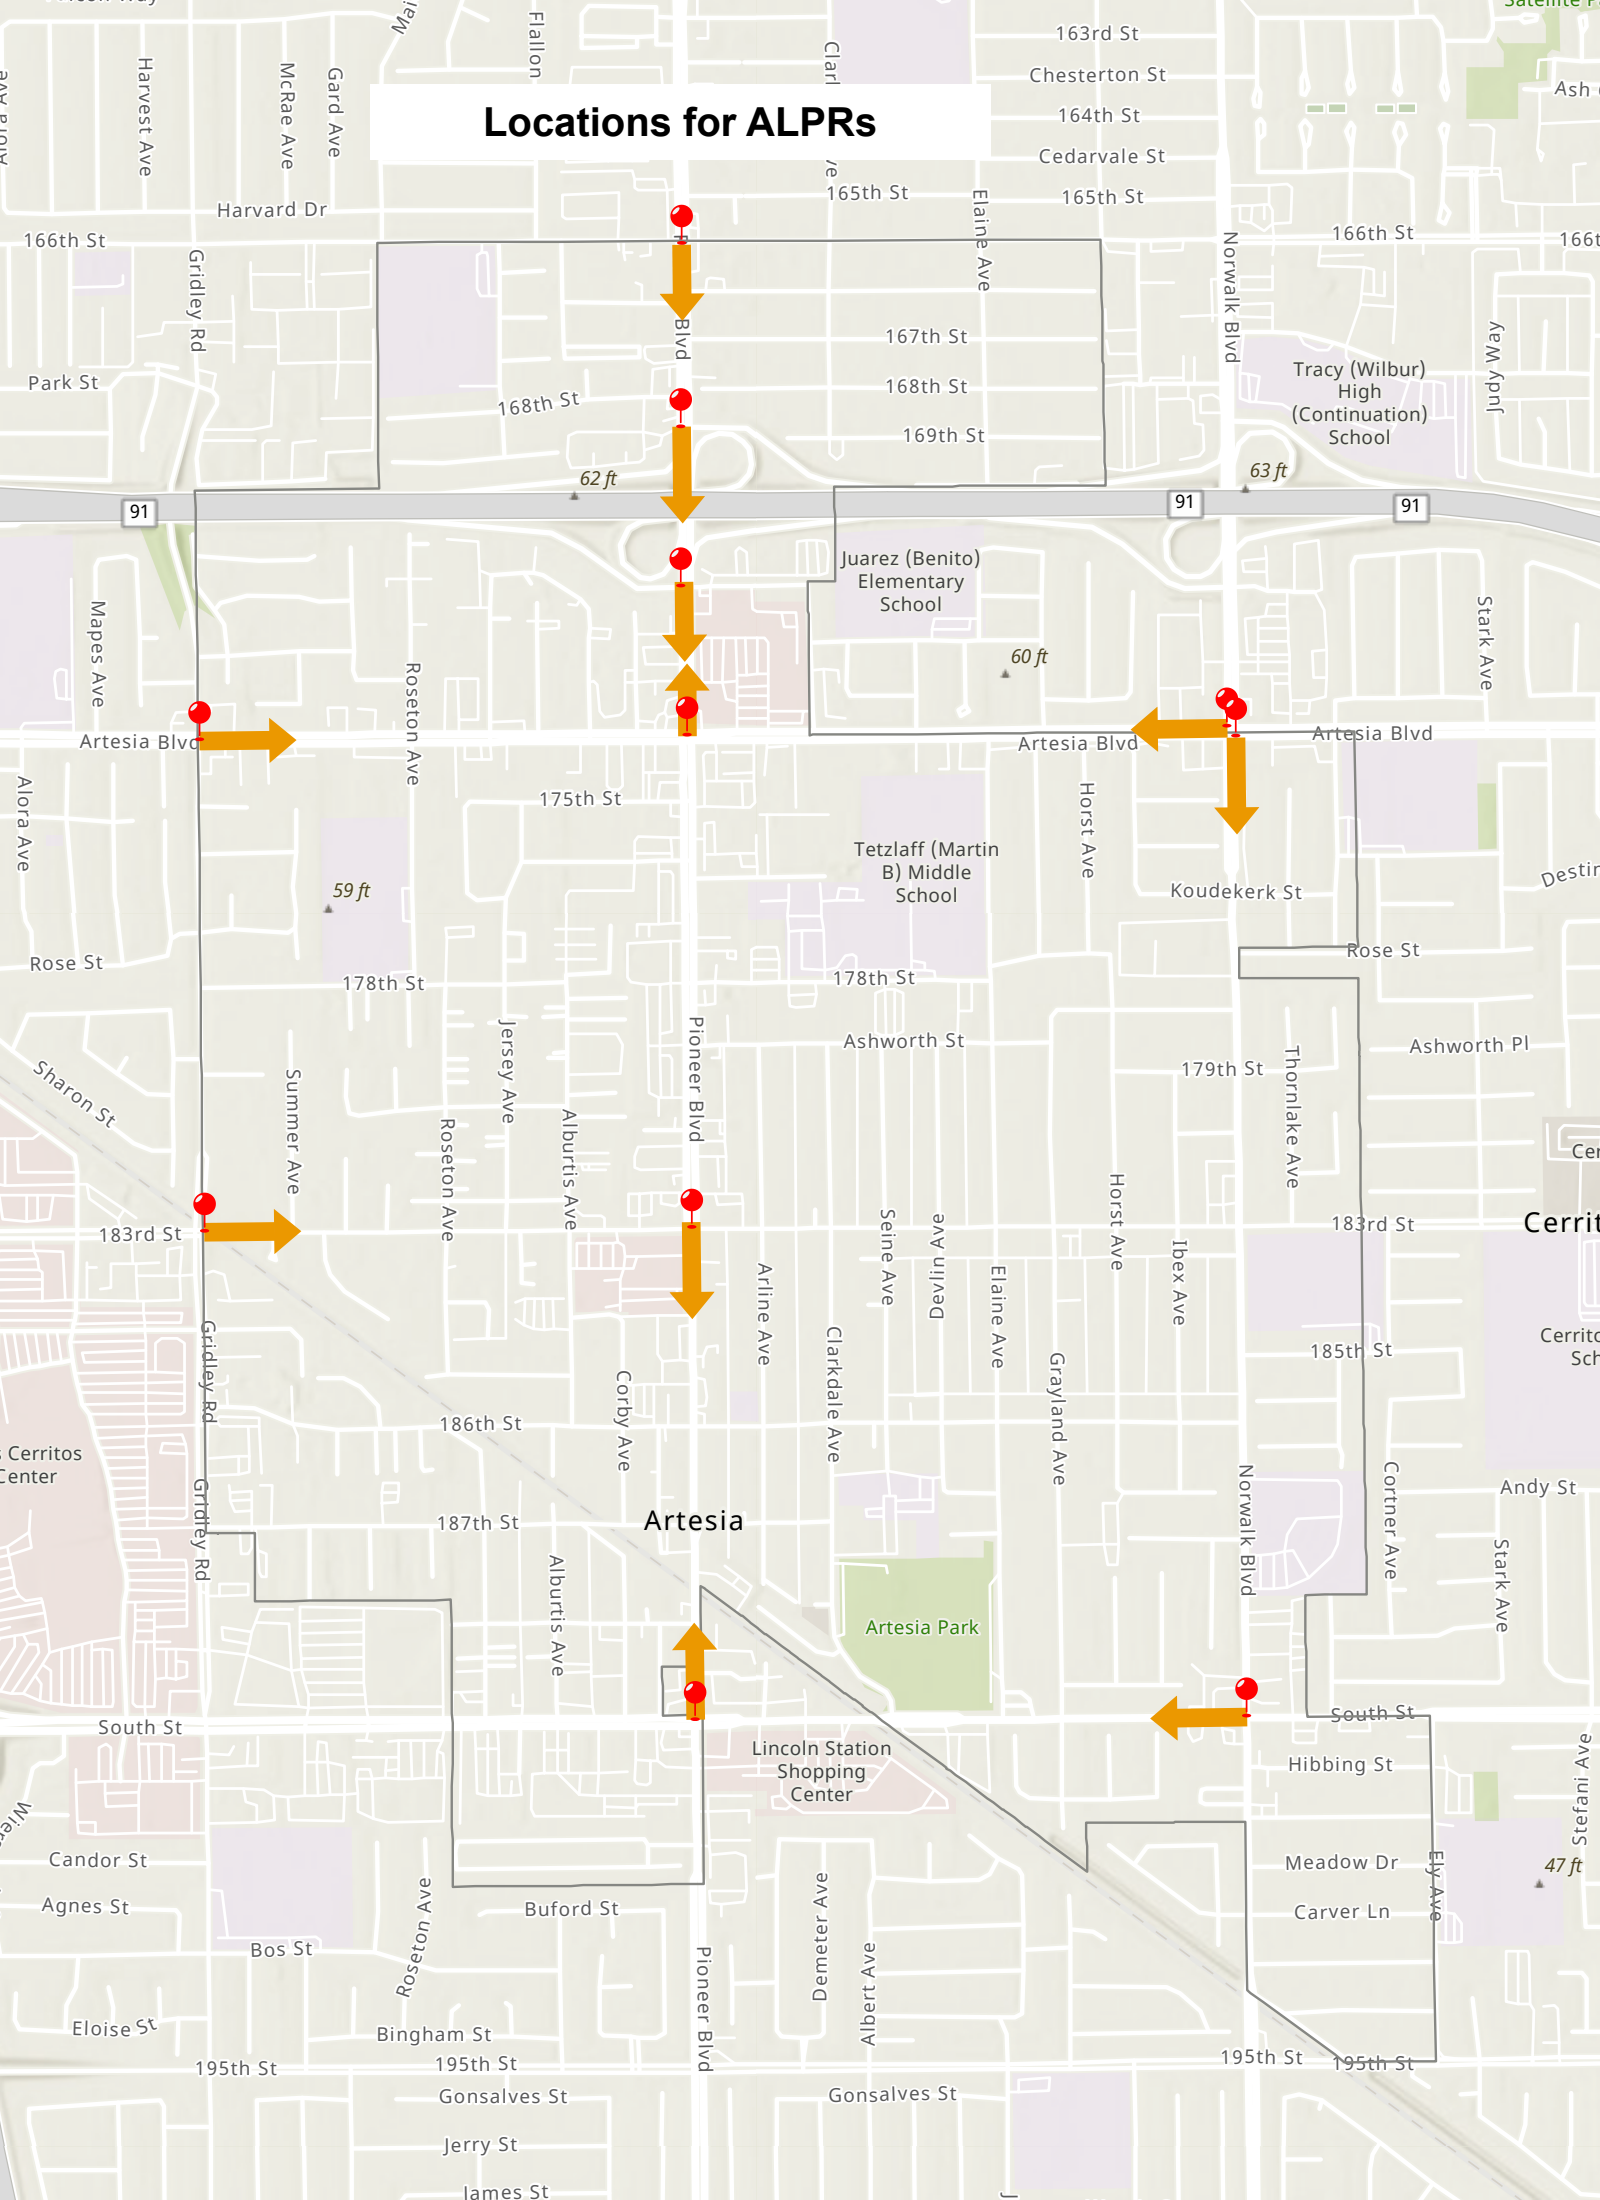 Locations for ALPRs
163rd St
Chesterton St
164th St
Cedarvale St
165th St
165th St
Harvest Ave
McRae Ave
Gard Ave
Flallon
Harvard Dr
166th St
166th St
Gridley Rd
Elaine Ave
Norwalk Blvd
Blvd
167th St
168th St
168th St
169th St
Park St
Judy Way
Tracy (Wilbur)
High
(Continuation)
School
62 ft
63 ft
91
91
91
Juarez (Benito)
Elementary
School
60 ft
Mapes Ave
Roseton Ave
Stark Ave
Artesia Blvd
Artesia Blvd
Artesia Blvd
Alora Ave
175th St
Horst Ave
Tetzlaff (Martin
B) Middle
School
59 ft
Koudekerk St
Rose St
Rose St
178th St
178th St
Ashworth St
Ashworth Pl
179th St
Sharon St
Summer Ave
Jersey Ave
Roseton Ave
Alburtis Ave
Pioneer Blvd
Thornlake Ave
183rd St
183rd St
Horst Ave
Seine Ave
Devlin Ave
Elaine Ave
Ibex Ave
Arline Ave
Clarkdale Ave
Grayland Ave
185th St
Gridley Rd
Corby Ave
186th St
Cerritos
Center
Gridley Rd
Norwalk Blvd
Cortner Ave
Andy St
Artesia
187th St
Alburtis Ave
Stark Ave
Artesia Park
South St
South St
Lincoln Station
Shopping
Center
Hibbing St
Stefani Ave
Candor St
Meadow Dr
47 ft
Ely Ave
Agnes St
Roseton Ave
Buford St
Demeter Ave
Carver Ln
Bos St
Pioneer Blvd
Albert Ave
Eloise St
Bingham St
195th St
195th St
195th St
195th St
Gonsalves St
Gonsalves St
Jerry St
James St